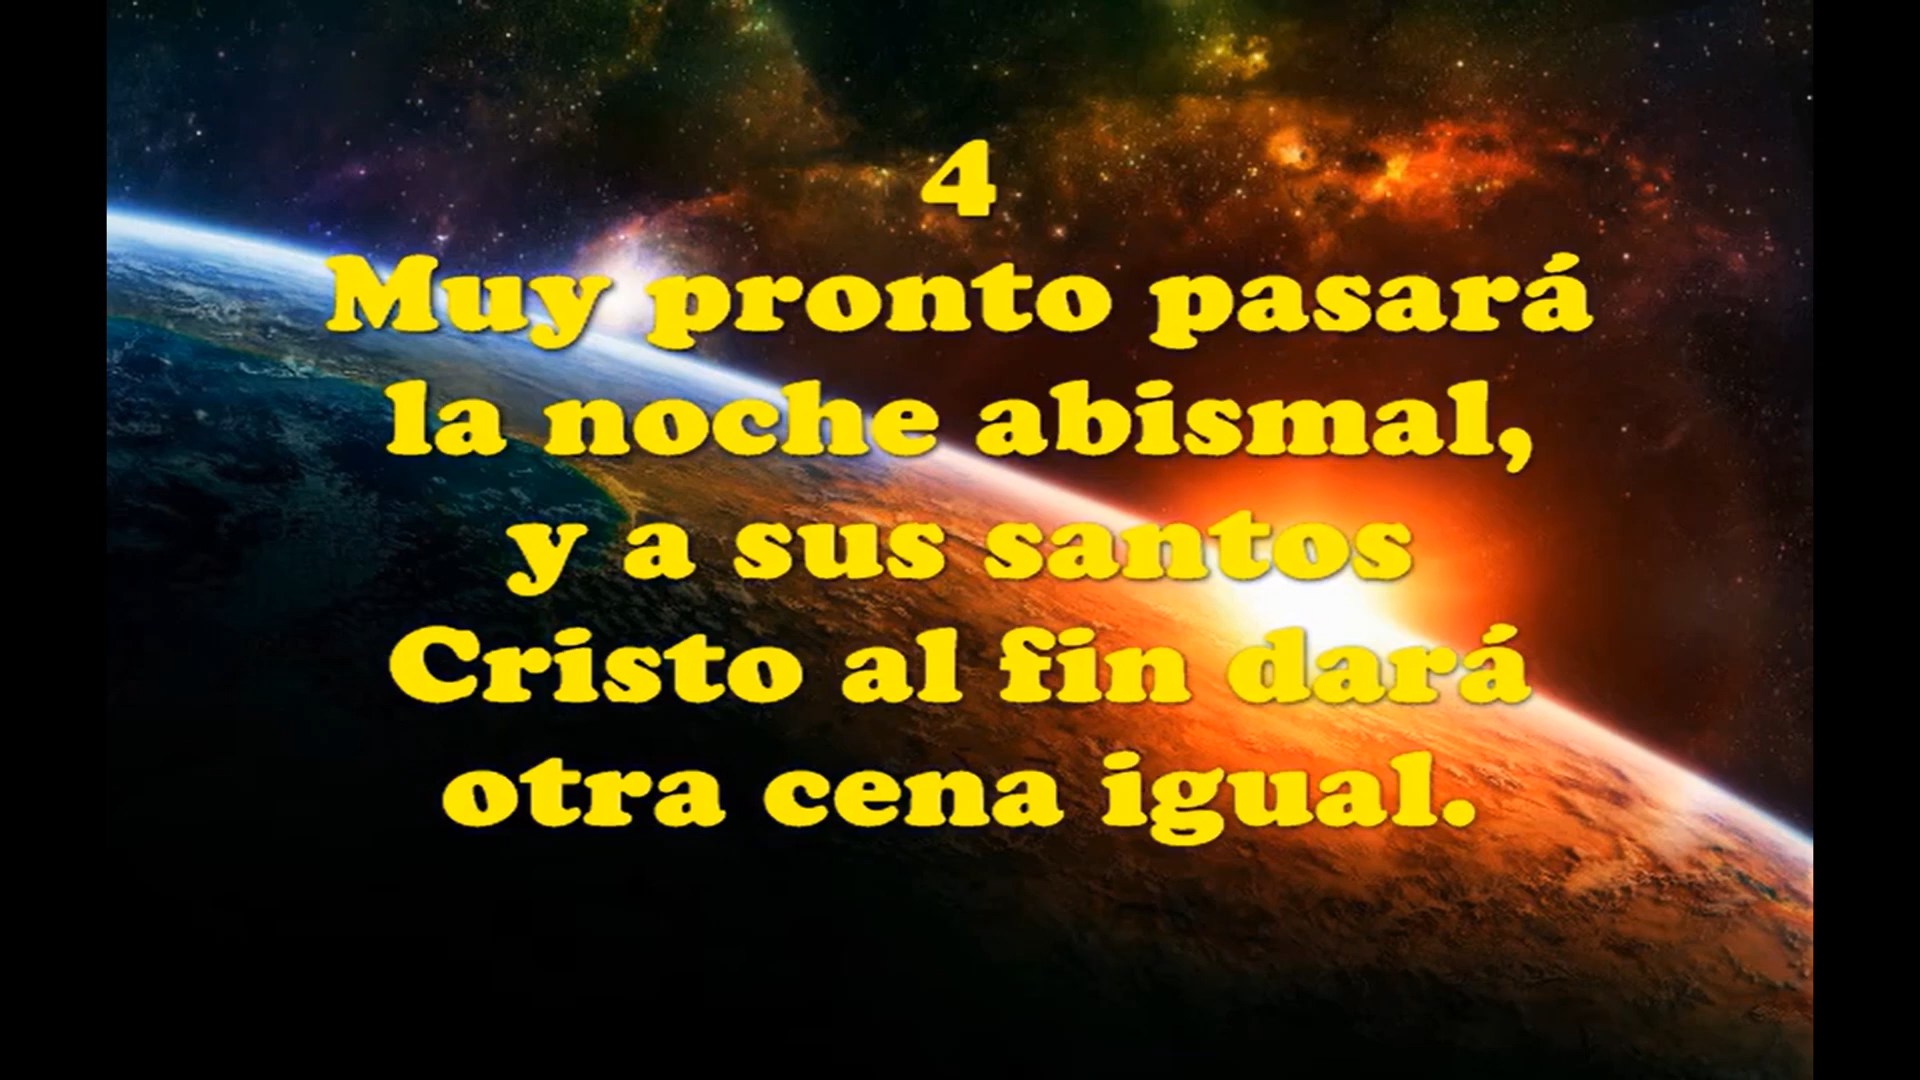 4
Muy pronto pasará
la noche abismal,
y a sus santos
Cristo al fin dará
otra cena igual.